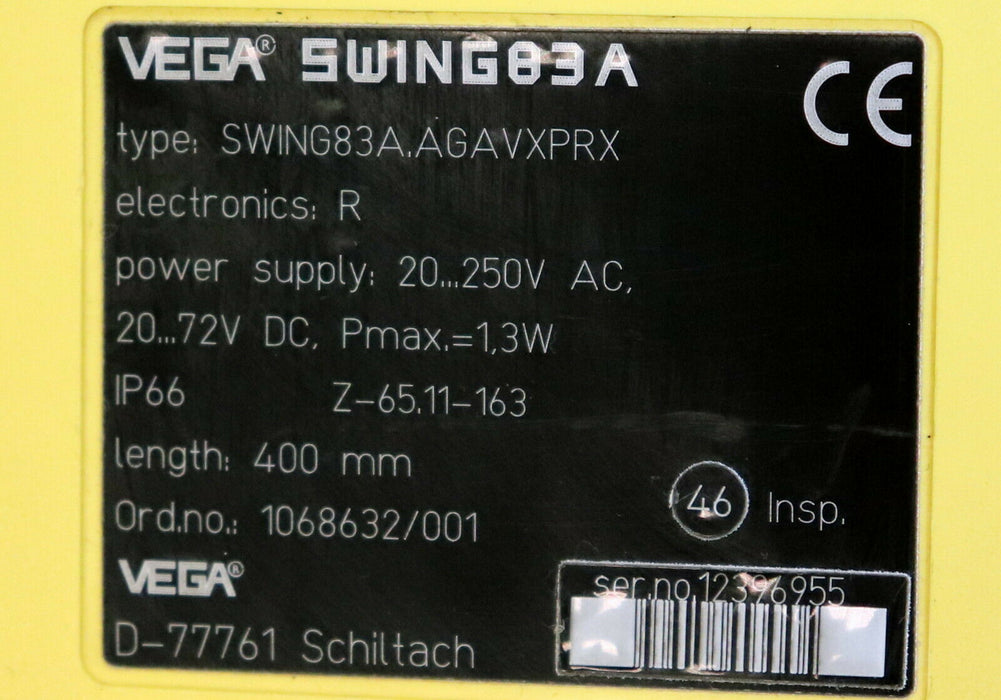 VEGA® SWING83A
CE
type: SWING83A.AGAVXPRX
electronics: R
power supply: 20...250V AC,
20...72V DC, Pmax.=1,3W
IP66 Z-65.11-163
length: 400 mm
46 Insp.
Ord.no.: 1068632/001
VEGA®
ser.no.12396955
D-77761 Schiltach